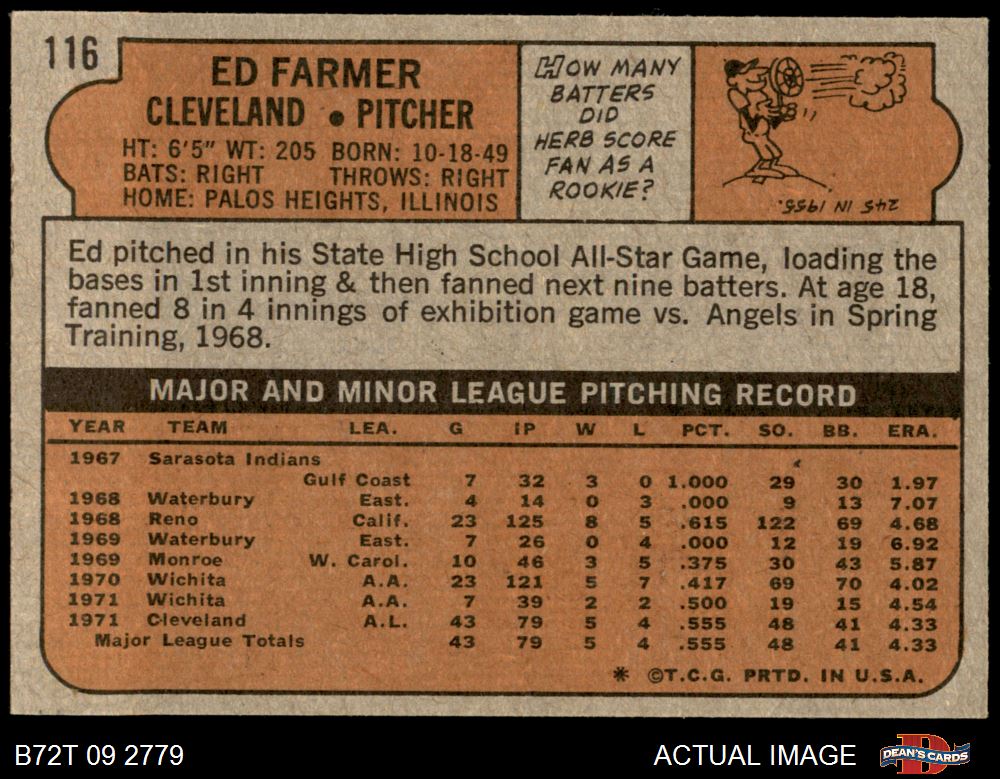 116
ED FARMER
CLEVELAND • PITCHER
HT: 6'5" WT: 205 BORN: 10-18-49
BATS: RIGHT THROWS: RIGHT
HOME: PALOS HEIGHTS, ILLINOIS
HOW MANY
BATTERS
DID
HERB SCORE
FAN AS A
ROOKIE?
245 IN 1955.
Ed pitched in his State High School All-Star Game, loading the
bases in 1st inning & then fanned next nine batters. At age 18,
fanned 8 in 4 innings of exhibition game vs. Angels in Spring
Training, 1968.
MAJOR AND MINOR LEAGUE PITCHING RECORD
YEAR TEAM LEA. G IP W L PCT. SO. BB. ERA.
1967 Sarasota Indians
Gulf Coast 7 32 3 0 1.000 29 30 1.97
1968 Waterbury East. 4 14 0 3 .000 9 13 7.07
1968 Reno Calif. 23 125 8 5 .615 122 69 4.68
1969 Waterbury East. 7 26 0 4 .000 12 19 6.92
1969 Monroe W. Carol. 10 46 3 5 .375 30 43 5.87
1970 Wichita A.A. 23 121 5 7 .417 69 70 4.02
1971 Wichita A.A. 7 39 2 2 .500 19 15 4.54
1971 Cleveland A.L. 43 79 5 4 .555 48 41 4.33
Major League Totals 43 79 5 4 .555 48 41 4.33
* ©T.C.G. PRTD. IN U.S.A.
B72T 09 2779
ACTUAL IMAGE
DEAN'S CARDS